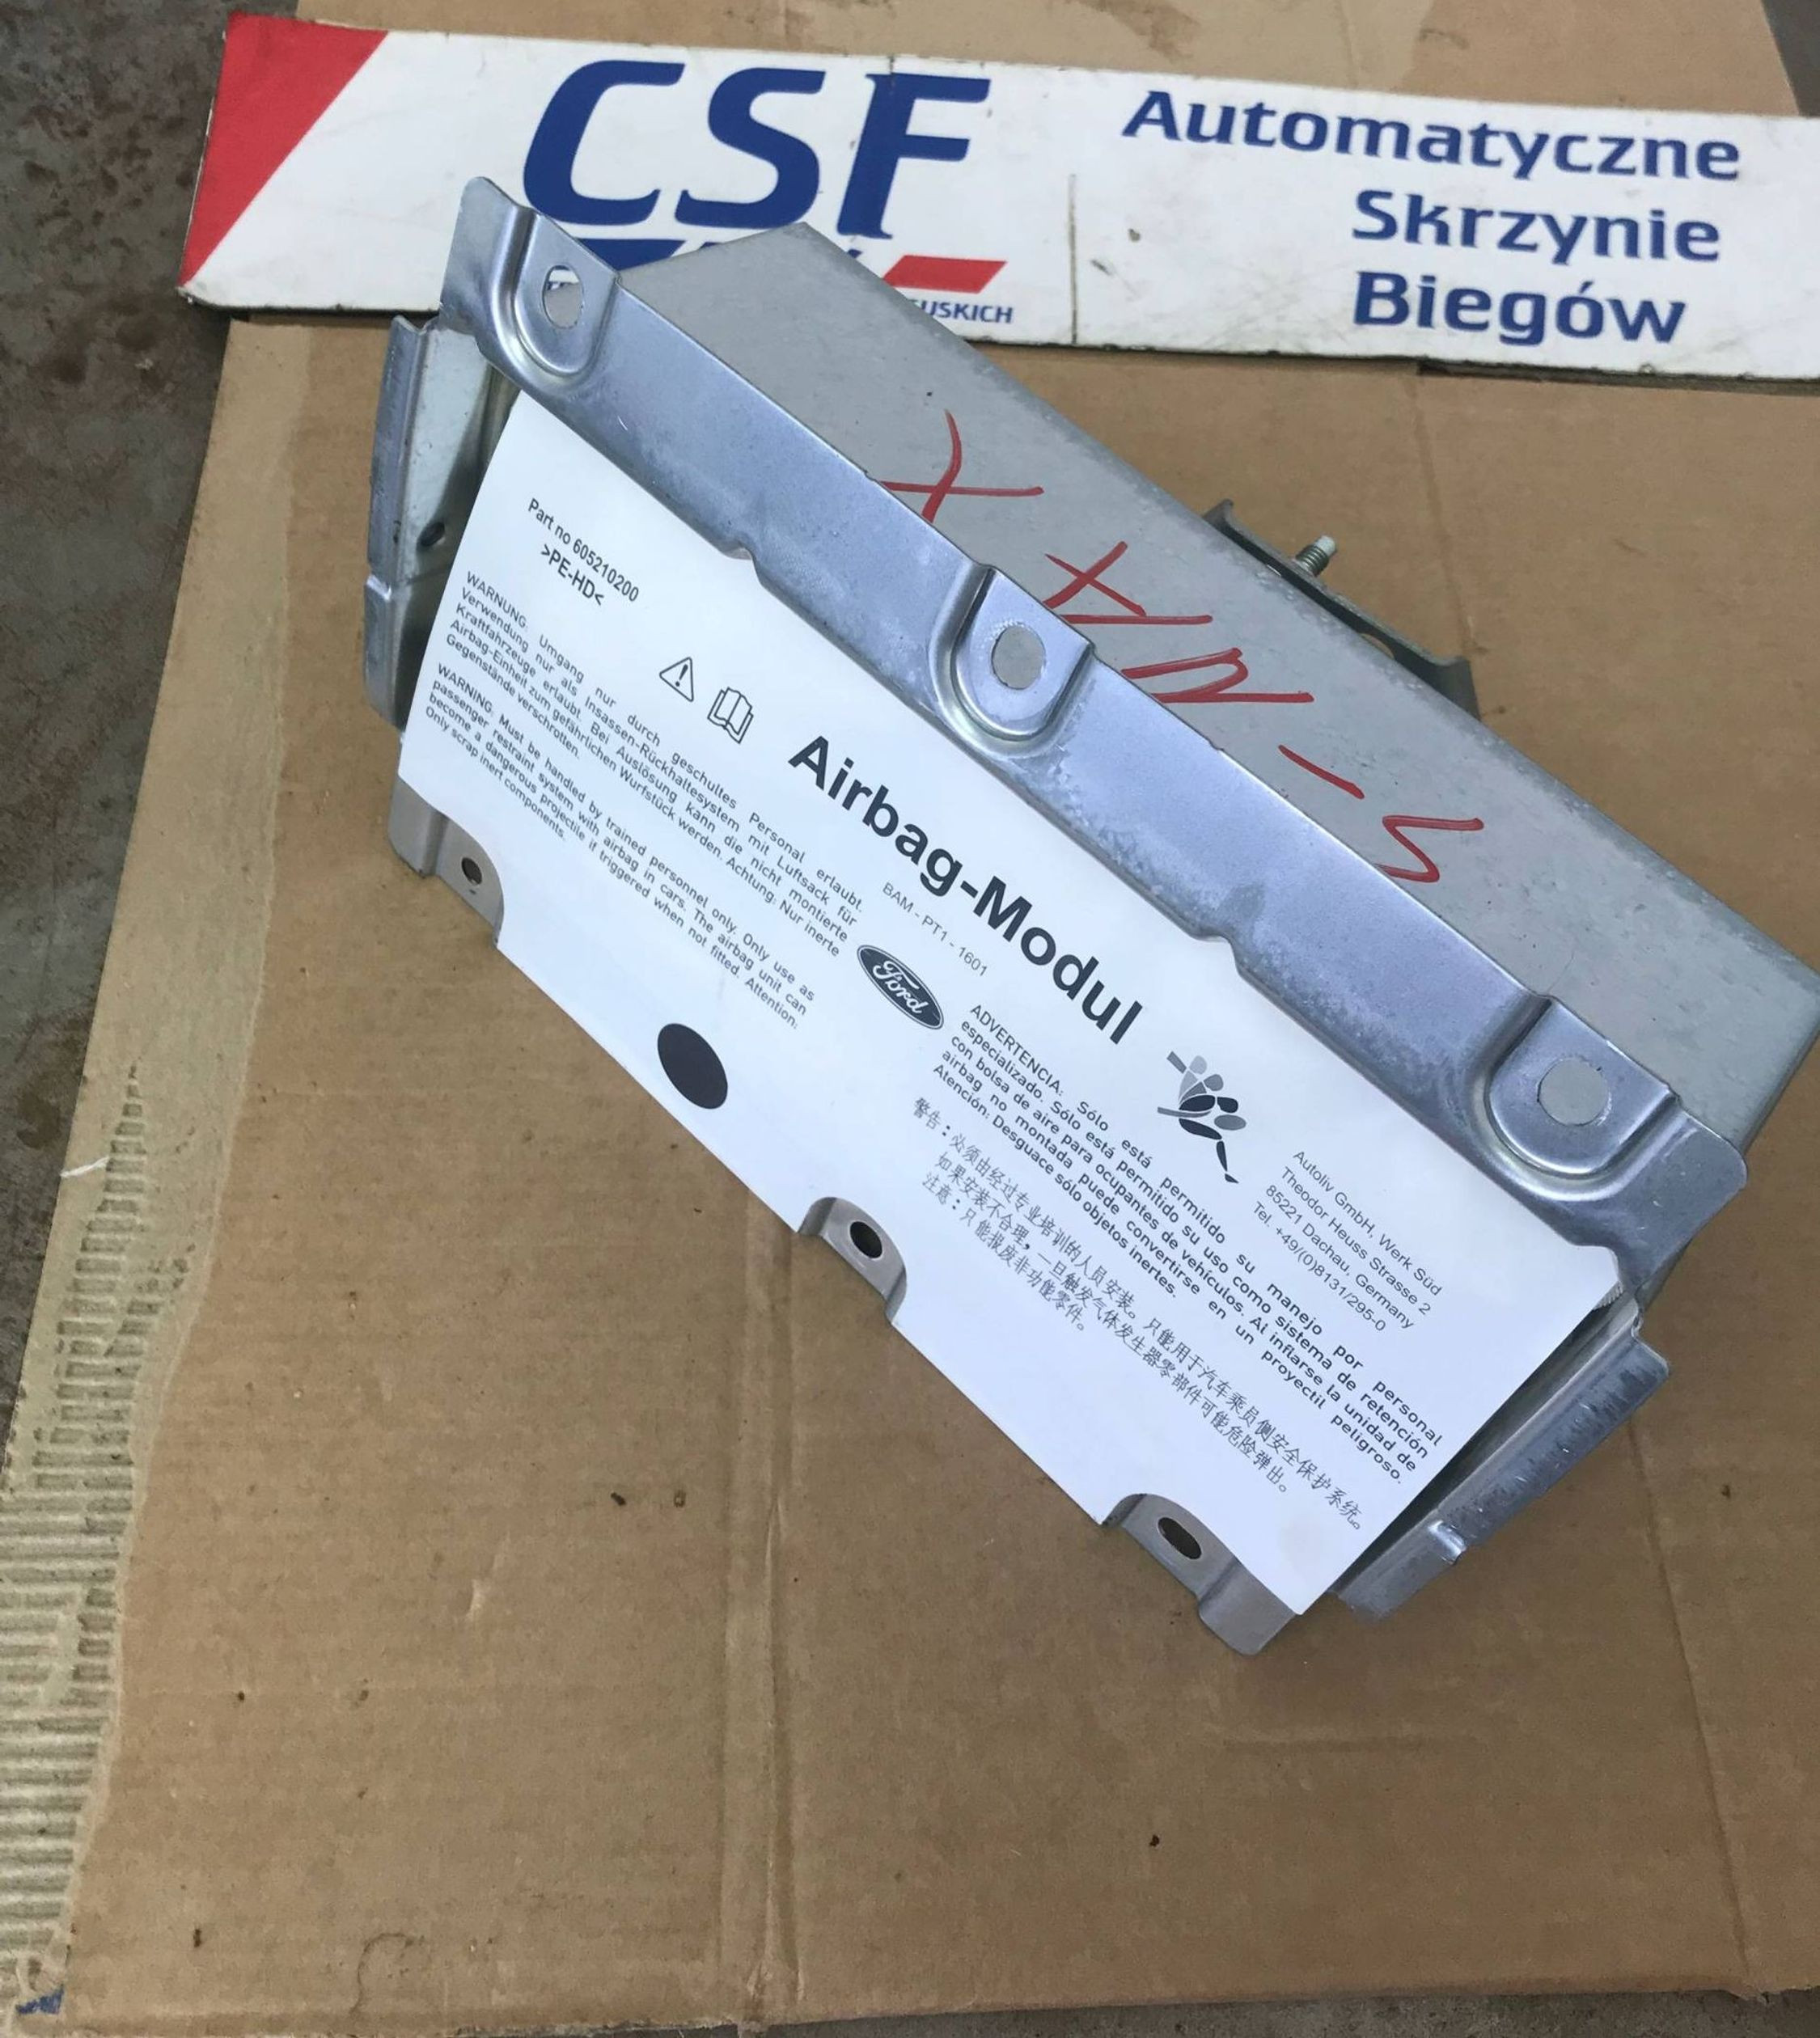 CSF
USKICH
Automatyczne
Skrzynie
Biegów
Part no 605210200
>PE-HD<
WARNUNG: Umgang nur durch geschultes Personal erlaubt.
Verwendung nur als Insassen-Rückhaltesystem mit Luftsack für
Kraftfahrzeuge erlaubt. Bei Auslösung kann die nicht montierte
Airbag-Einheit zum gefährlichen Wurfstück werden. Achtung: Nur inerte
Gegenstände verschrotten.
WARNING: Must be handled by trained personnel only. Only use as
passenger restraint system with airbag in cars. The airbag unit can
become a dangerous projectile if triggered when not fitted. Attention:
Only scrap inert components.
Airbag-Modul
BAM - PT1 - 1601
Ford
Autoliv GmbH, Werk Süd
Theodor Heuss Strasse 2
85221 Dachau, Germany
Tel. +49/(0)8131/295-0
ADVERTENCIA: Sólo está permitido su manejo por personal
especializado. Sólo está permitido su uso como sistema de retención
con bolsa de aire para ocupantes de vehículos. Al inflarse la unidad de
airbag no montada puede convertirse en un proyectil peligroso.
Atención: Desguace sólo objetos inertes.
警告：必须由经过专业培训的人员安装。只能用于汽车乘员侧安全保护系统。
如果安装不合理，一旦触发气体发生器零部件可能危险弹出。
注意：只能报废非功能零件。